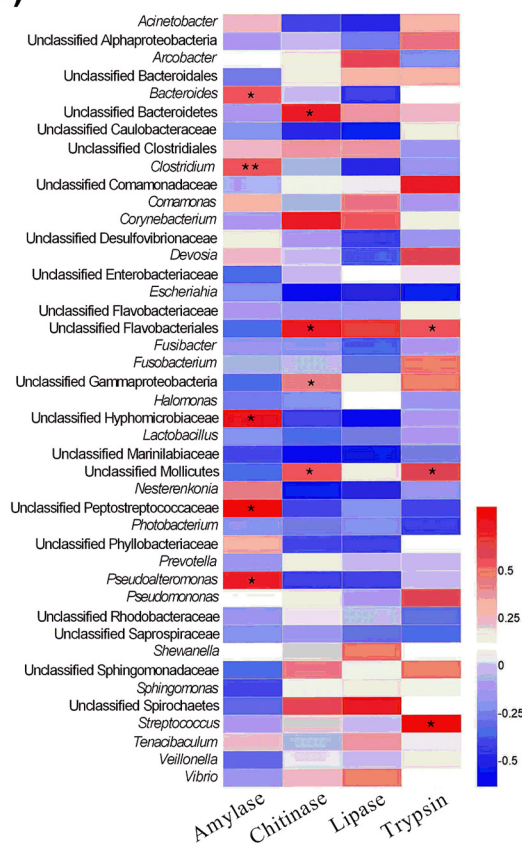 Acinetobacter
Unclassified Alphaproteobacteria
Arcobacter
Unclassified Bacteroidales
Bacteroides *
Unclassified Bacteroidetes *
Unclassified Caulobacteraceae
Unclassified Clostridiales
Clostridium **
Unclassified Comamonadaceae
Comamonas
Corynebacterium
Unclassified Desulfovibrionaceae
Devosia
Unclassified Enterobacteriaceae
Escheriahia
Unclassified Flavobacteriaceae
Unclassified Flavobacteriales * *
Fusibacter
Fusobacterium
Unclassified Gammaproteobacteria *
Halomonas
Unclassified Hyphomicrobiaceae *
Lactobacillus
Unclassified Marinilabiaceae
Unclassified Mollicutes * *
Nesterenkonia
Unclassified Peptostreptococcaceae *
Photobacterium
Unclassified Phyllobacteriaceae
Prevotella
Pseudoalteromonas *
Pseudomononas
Unclassified Rhodobacteraceae
Unclassified Saprospiraceae
Shewanella
Unclassified Sphingomonadaceae
Sphingomonas
Unclassified Spirochaetes
Streptococcus *
Tenacibaculum
Veillonella
Vibrio
Amylase Chitinase Lipase Trypsin
0.5
0.25
0
-0.25
-0.5